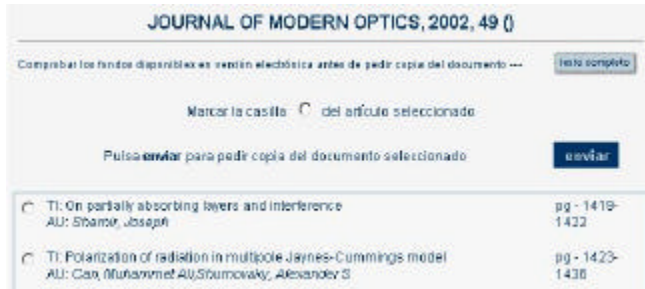 JOURNAL OF MODERN OPTICS, 2002, 49 ()
Comprobar los fondos disponibles en versión electrónica antes de pedir copia del documento ---
texto completo
Marcar la casilla del artículo seleccionado
Pulsa enviar para pedir copia del documento seleccionado
enviar
TI: On partially absorbing layers and interference
pg - 1419-
AU: Shamir, Joseph
1422
TI: Polarization of radiation in multipole Jaynes-Cummings model
pg - 1423-
AU: Can, Muhammet Ali,Shumovsky, Alexander S
1436